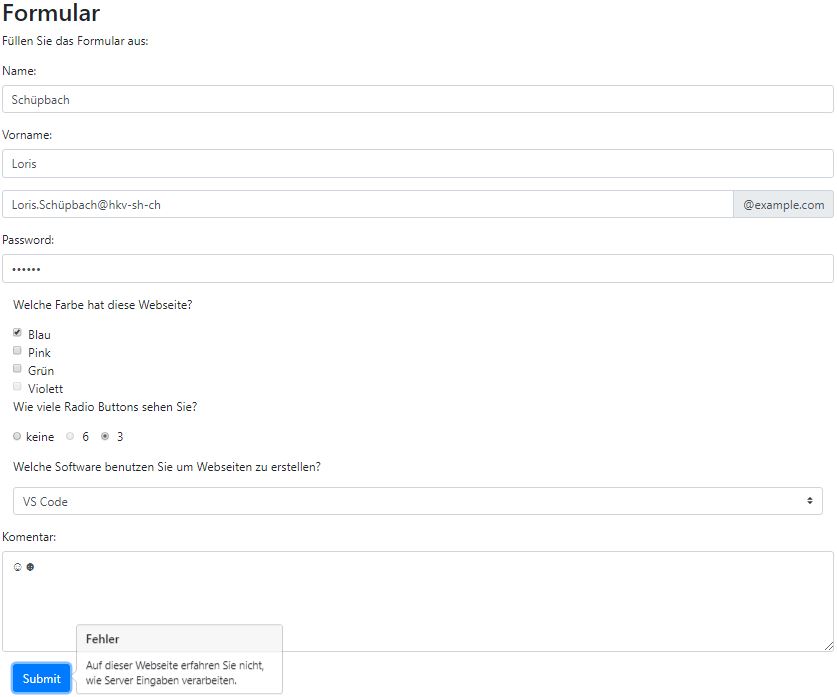 Formular
Füllen Sie das Formular aus:
Name:
Schüpbach
Vorname:
Loris
Loris.Schüpbach@hkv-sh-ch @example.com
Password:
••••••
Welche Farbe hat diese Webseite?
Blau
Pink
Grün
Violett
Wie viele Radio Buttons sehen Sie?
keine 6 3
Welche Software benutzen Sie um Webseiten zu erstellen?
VS Code
Komentar:
☺☻
Fehler
Auf dieser Webseite erfahren Sie nicht,
wie Server Eingaben verarbeiten.
Submit